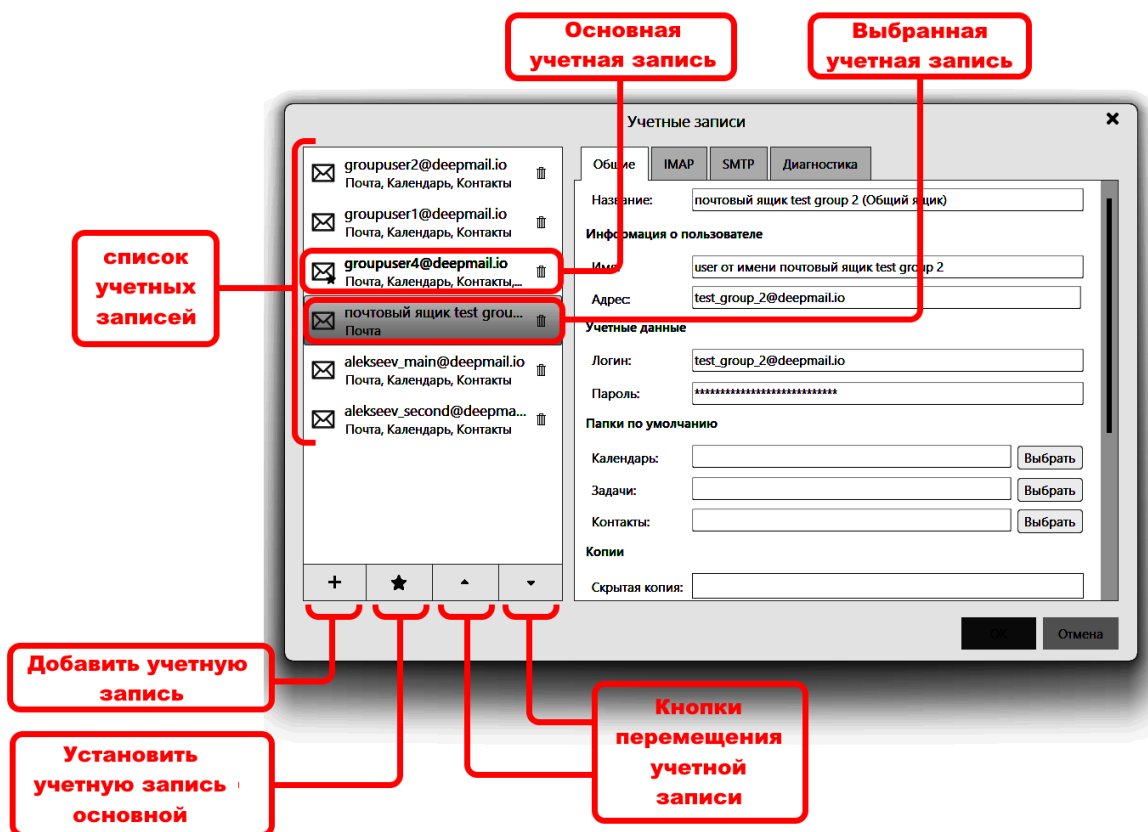 Основная
учетная запись
Выбранная
учетная запись
Учетные записи
groupuser2@deepmail.io
Почта, Календарь, Контакты
groupuser1@deepmail.io
Почта, Календарь, Контакты
groupuser4@deepmail.io
Почта, Календарь, Контакты,...
почтовый ящик test grou...
Почта
alekseev_main@deepmail.io
Почта, Календарь, Контакты
alekseev_second@deepma...
Почта, Календарь, Контакты
список
учетных
записей
Общие IMAP SMTP Диагностика
Название: почтовый ящик test group 2 (Общий ящик)
Информация о пользователе
Имя: user от имени почтовый ящик test group 2
Адрес: test_group_2@deepmail.io
Учетные данные
Логин: test_group_2@deepmail.io
Пароль: ****************************
Папки по умолчанию
Календарь: Выбрать
Задачи: Выбрать
Контакты: Выбрать
Копии
Скрытая копия:
OK Отмена
Добавить учетную
запись
Установить
учетную запись
основной
Кнопки
перемещения
учетной
записи